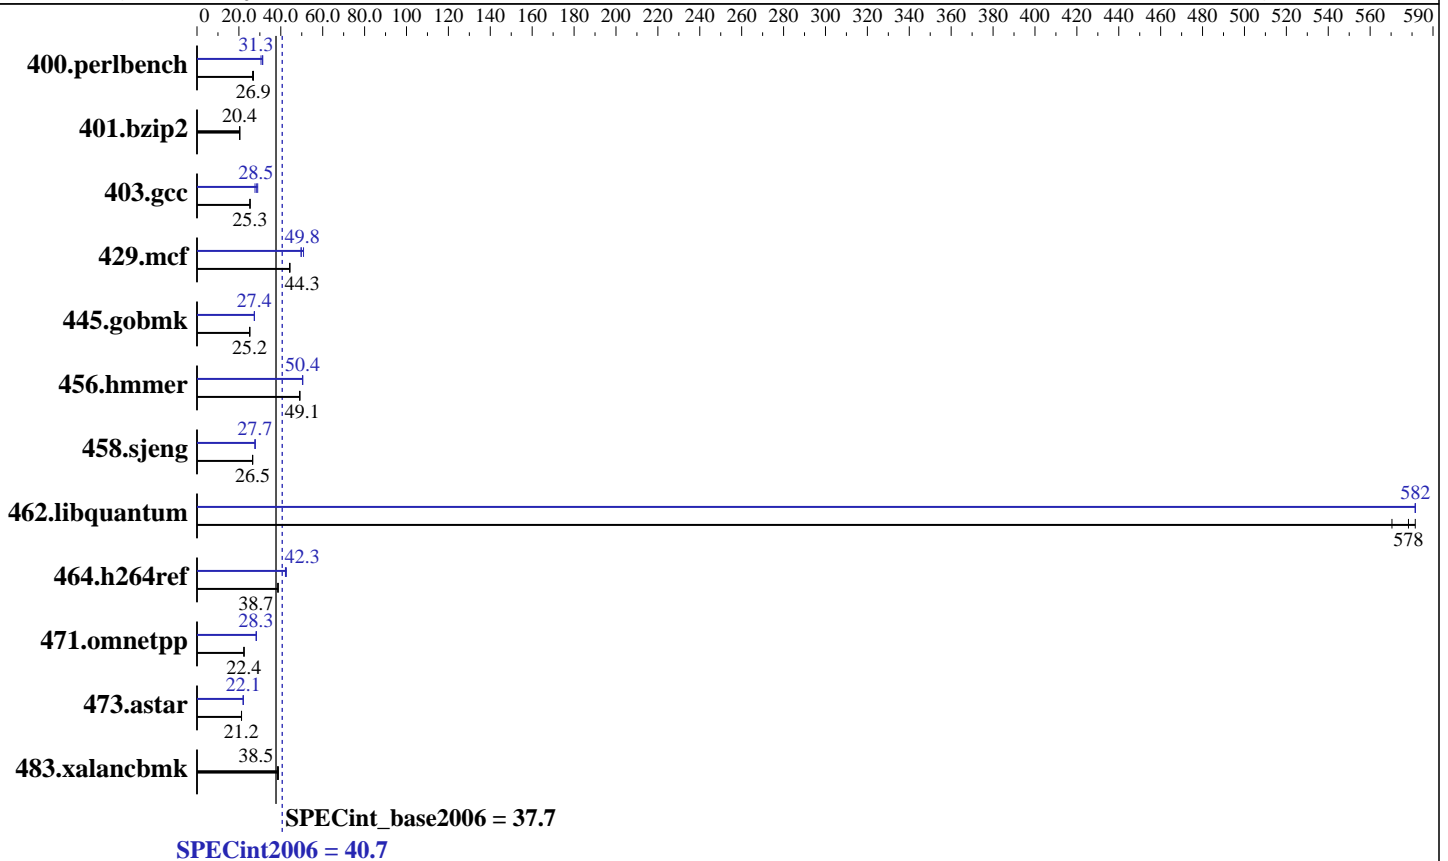 0 20.0 40.0 60.0 80.0 100 120 140 160 180 200 220 240 260 280 300 320 340 360 380 400 420 440 460 480 500 520 540 560 590
31.3
400.perlbench
26.9
20.4
401.bzip2
28.5
403.gcc
25.3
49.8
429.mcf
44.3
27.4
445.gobmk
25.2
50.4
456.hmmer
49.1
27.7
458.sjeng
26.5
582
462.libquantum
578
42.3
464.h264ref
38.7
28.3
471.omnetpp
22.4
22.1
473.astar
21.2
38.5
483.xalancbmk
SPECint_base2006 = 37.7
SPECint2006 = 40.7